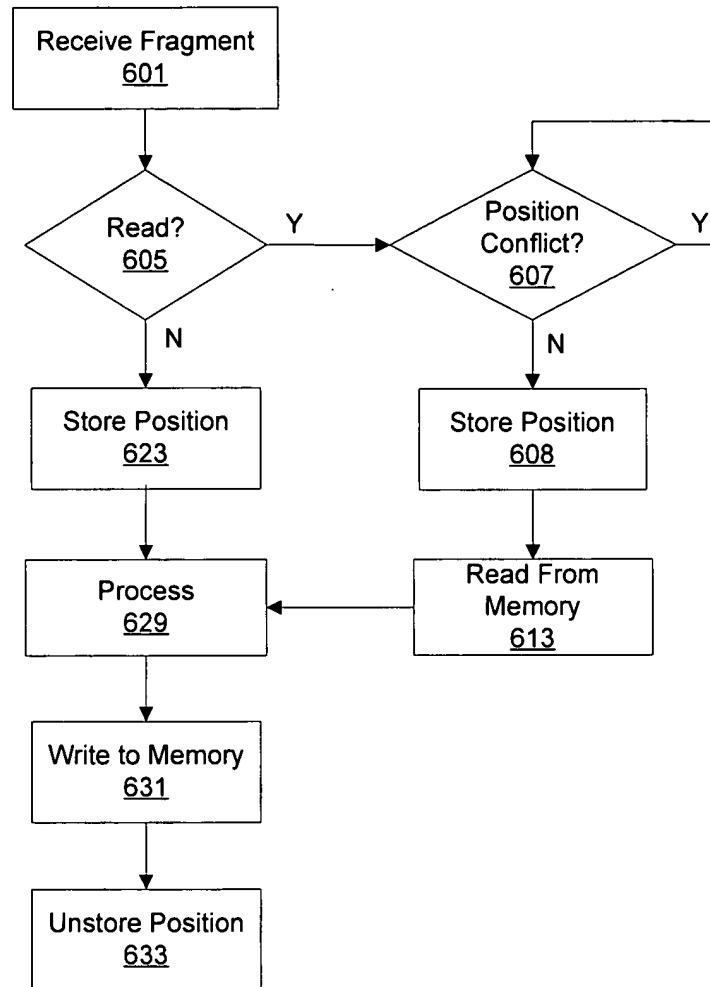 Receive Fragment
601
Read?
605
Y
Position
Conflict?
607
Y
N
N
Store Position
623
Store Position
608
Process
629
Read From
Memory
613
Write to Memory
631
Unstore Position
633